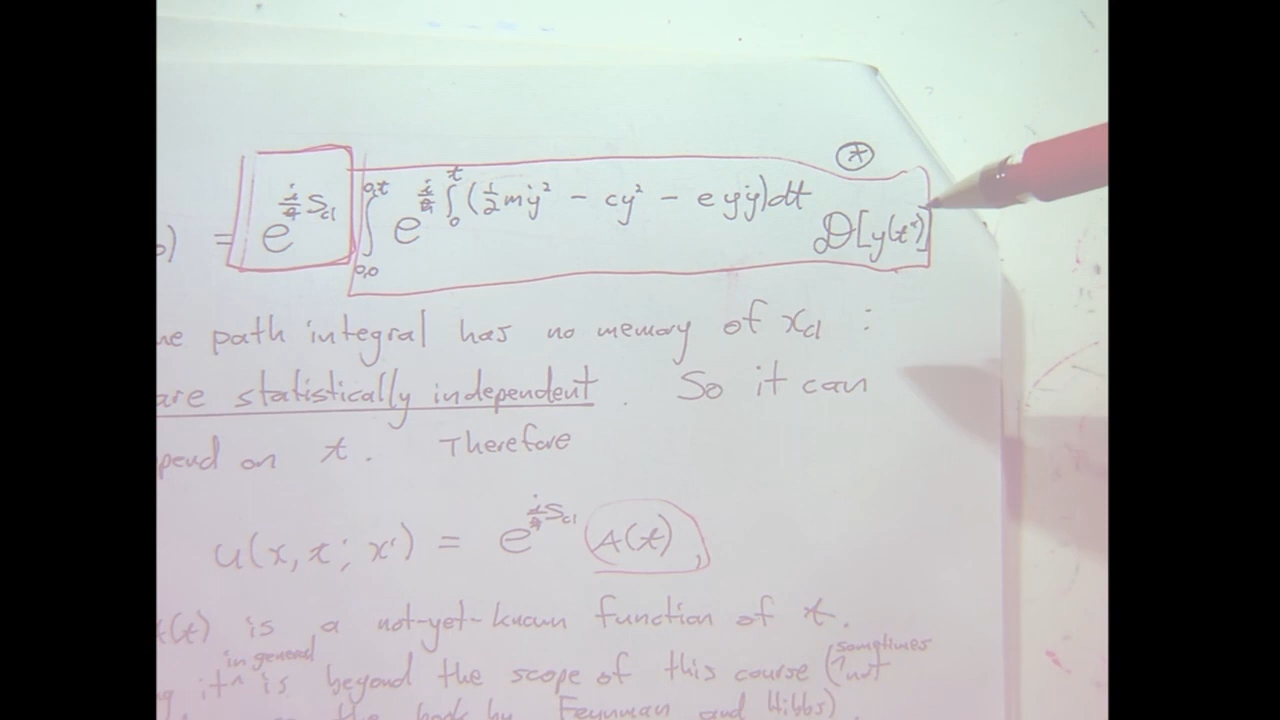 = e^{\frac{i}{\hbar} S_{cl}} \int_{0,0}^{0,t} e^{\frac{i}{\hbar} \int_0^t (\frac{1}{2} m\dot{y}^2 - cy^2 - e y\dot{y})dt} \mathcal{D}[y(t'')] ⊛
path integral has no memory of x_{cl} :
are statistically independent . So it can
on t. Therefore
U(x, t; x') = e^{\frac{i}{\hbar} S_{cl}} A(t),
(t) is a not-yet-known function of t.
in general sometimes
it^ is beyond the scope of this course ( not
the book by Feynman and Hibbs)